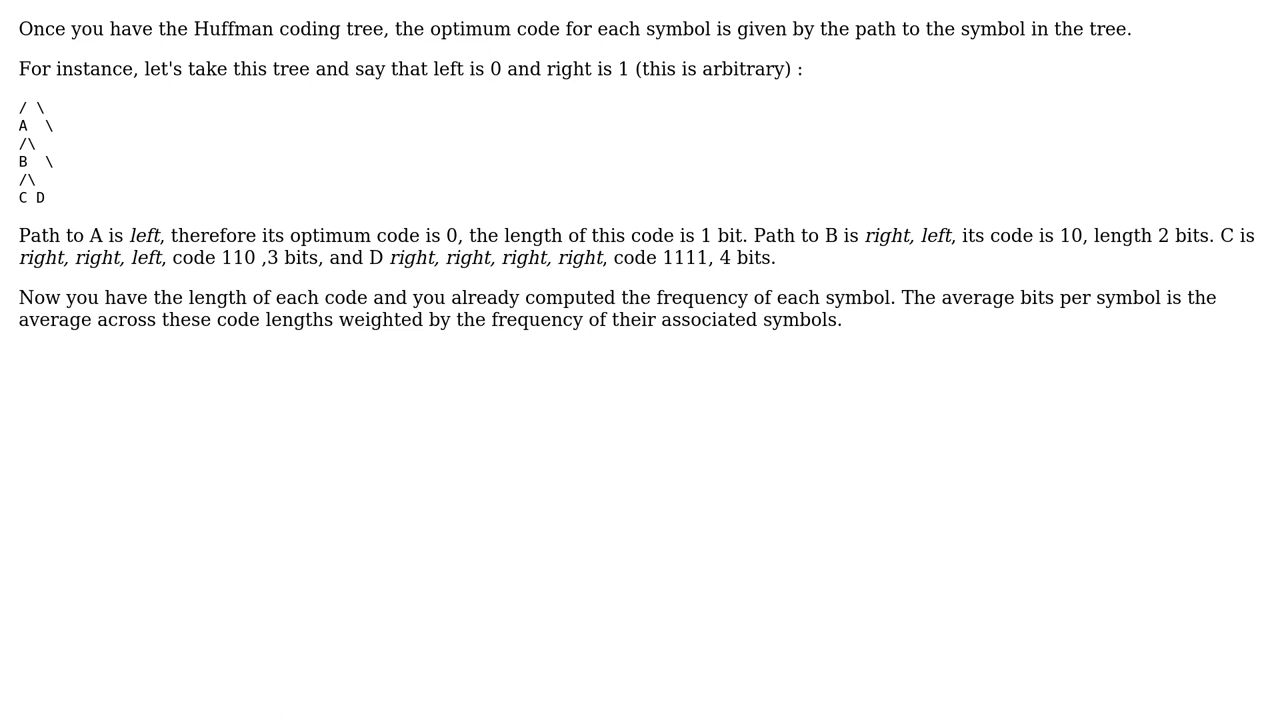 Once you have the Huffman coding tree, the optimum code for each symbol is given by the path to the symbol in the tree.
For instance, let's take this tree and say that left is 0 and right is 1 (this is arbitrary) :
/ \
A  \
/\
B  \
/\
C D
Path to A is left, therefore its optimum code is 0, the length of this code is 1 bit. Path to B is right, left, its code is 10, length 2 bits. C is
right, right, left, code 110 ,3 bits, and D right, right, right, right, code 1111, 4 bits.
Now you have the length of each code and you already computed the frequency of each symbol. The average bits per symbol is the
average across these code lengths weighted by the frequency of their associated symbols.